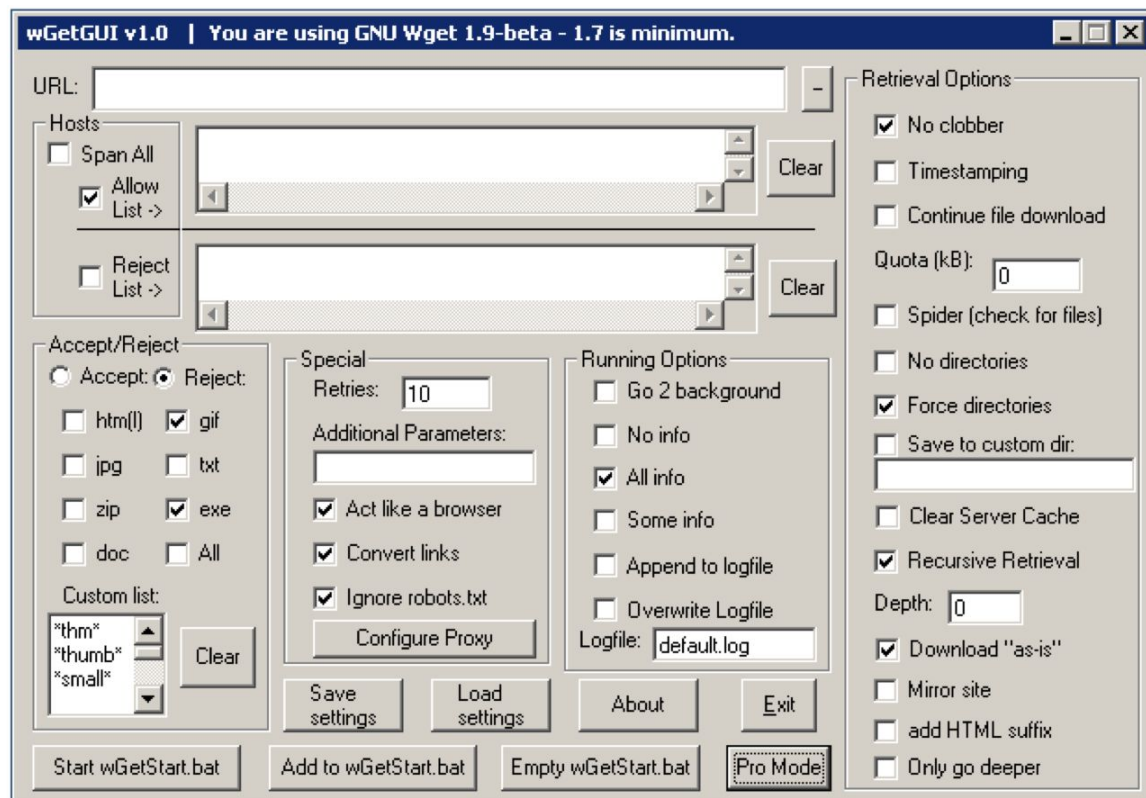 wGetGUI v1.0 | You are using GNU Wget 1.9-beta - 1.7 is minimum.
URL:
-
Hosts
Span All
Allow
List ->
Clear
Reject
List ->
Clear
Accept/Reject
Accept: Reject:
htm(l) gif
jpg txt
zip exe
doc All
Custom list:
*thm*
*thumb*
*small*
Clear
Special
Retries: 10
Additional Parameters:
Act like a browser
Convert links
Ignore robots.txt
Configure Proxy
Running Options
Go 2 background
No info
All info
Some info
Append to logfile
Overwrite Logfile
Logfile: default.log
Retrieval Options
No clobber
Timestamping
Continue file download
Quota (kB): 0
Spider (check for files)
No directories
Force directories
Save to custom dir:
Clear Server Cache
Recursive Retrieval
Depth: 0
Download "as-is"
Mirror site
add HTML suffix
Only go deeper
Save
settings
Load
settings
About
Exit
Start wGetStart.bat
Add to wGetStart.bat
Empty wGetStart.bat
Pro Mode